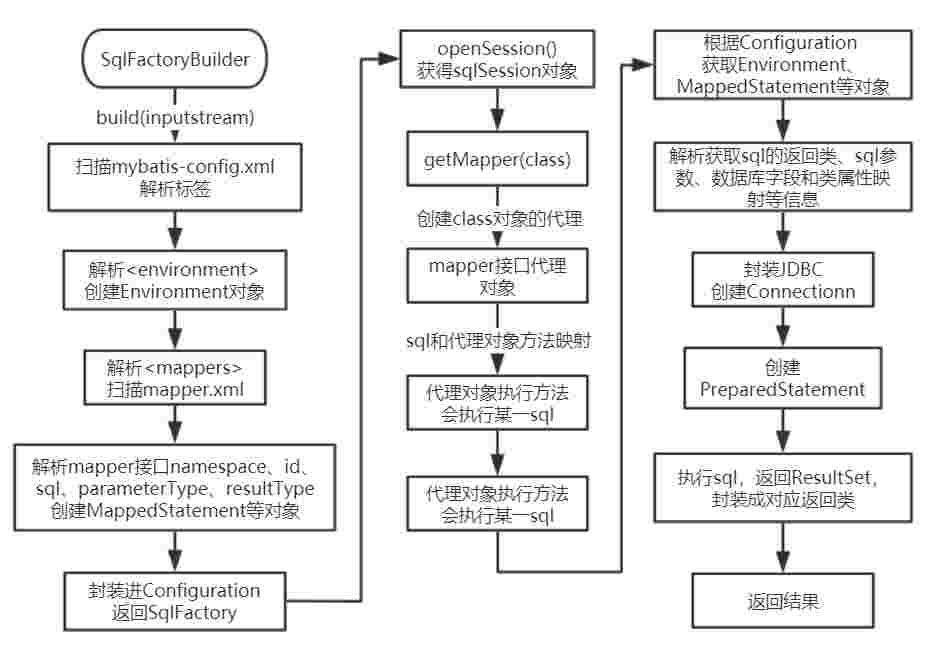 SqlFactoryBuilder
build(inputstream)
扫描mybatis-config.xml
解析标签
解析<environment>
创建Environment对象
解析<mappers>
扫描mapper.xml
解析mapper接口namespace、id、
sql、parameterType、resultType
创建MappedStatement等对象
封装进Configuration
返回SqlFactory
openSession()
获得sqlSession对象
getMapper(class)
创建class对象的代理
mapper接口代理
对象
sql和代理对象方法映射
代理对象执行方法
会执行某一sql
代理对象执行方法
会执行某一sql
根据Configuration
获取Environment、
MappedStatement等对象
解析获取sql的返回类、sql参
数、数据库字段和类属性映
射等信息
封装JDBC
创建Connectionn
创建
PreparedStatement
执行sql，返回ResultSet，
封装成对应返回类
返回结果